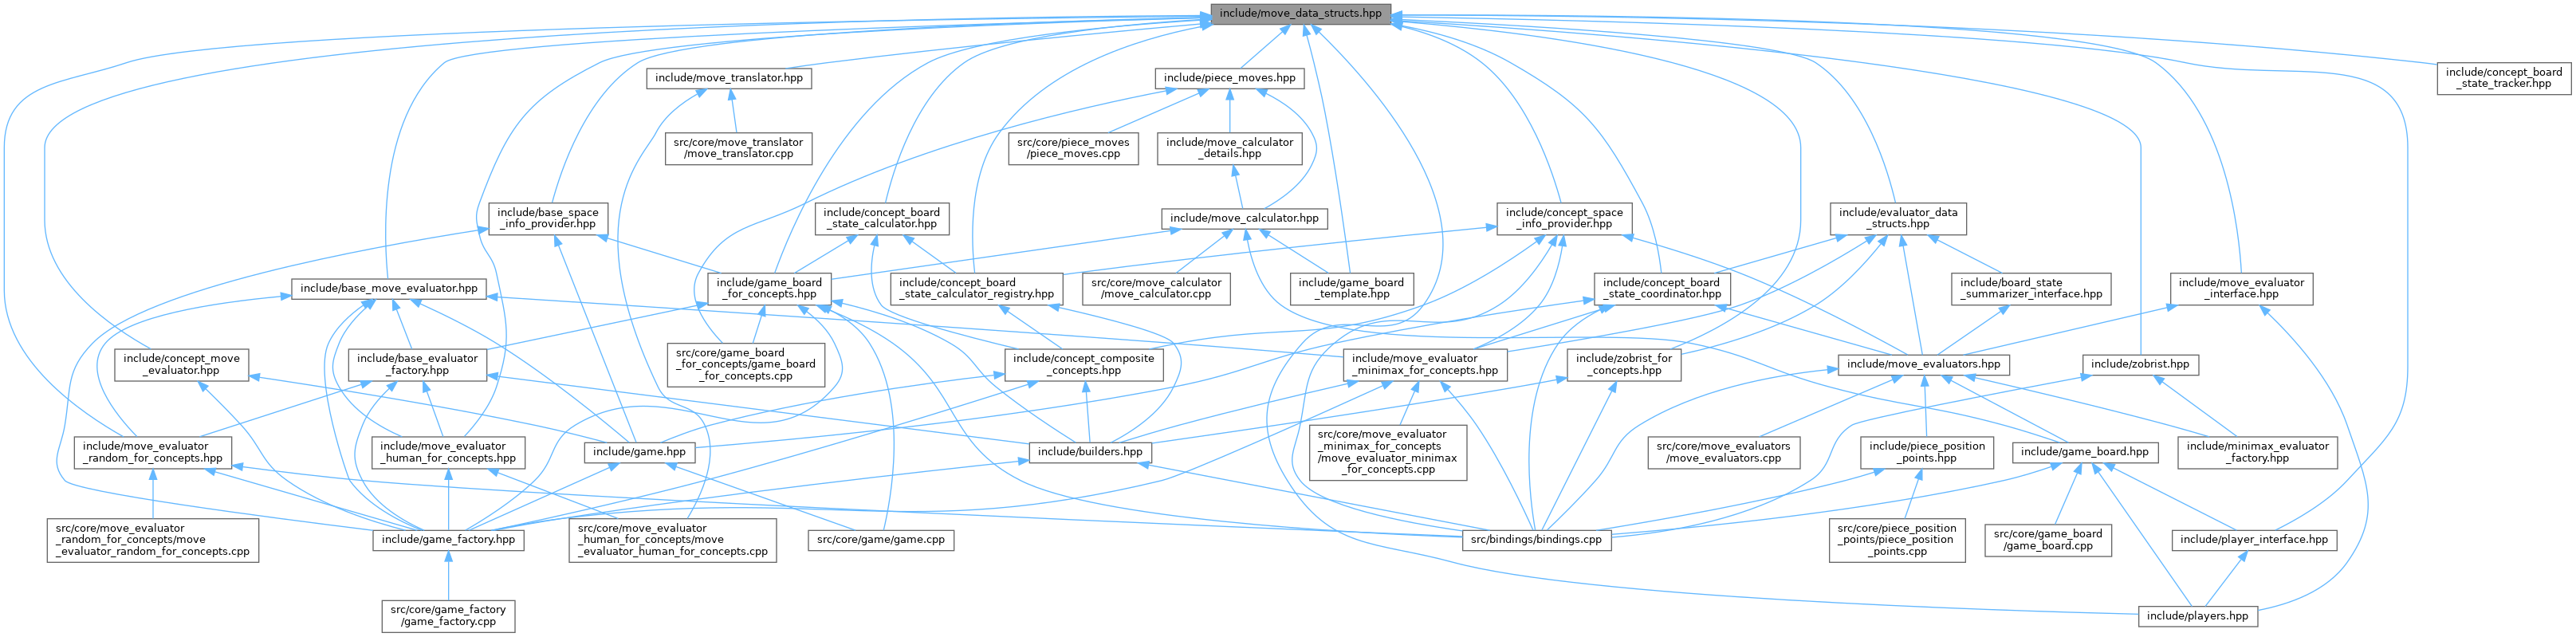 include/move_data_structs.hpp
include/move_translator.hpp
include/piece_moves.hpp
include/concept_board
_state_tracker.hpp
src/core/move_translator
/move_translator.cpp
src/core/piece_moves
/piece_moves.cpp
include/move_calculator
_details.hpp
include/base_space
_info_provider.hpp
include/concept_board
_state_calculator.hpp
include/move_calculator.hpp
include/concept_space
_info_provider.hpp
include/evaluator_data
_structs.hpp
include/base_move_evaluator.hpp
include/game_board
_for_concepts.hpp
include/concept_board
_state_calculator_registry.hpp
src/core/move_calculator
/move_calculator.cpp
include/game_board
_template.hpp
include/concept_board
_state_coordinator.hpp
include/board_state
_summarizer_interface.hpp
include/move_evaluator
_interface.hpp
include/concept_move
_evaluator.hpp
include/base_evaluator
_factory.hpp
src/core/game_board
_for_concepts/game_board
_for_concepts.cpp
include/concept_composite
_concepts.hpp
include/move_evaluator
_minimax_for_concepts.hpp
include/zobrist_for
_concepts.hpp
include/move_evaluators.hpp
include/zobrist.hpp
include/move_evaluator
_random_for_concepts.hpp
include/move_evaluator
_human_for_concepts.hpp
include/game.hpp
include/builders.hpp
src/core/move_evaluator
_minimax_for_concepts
/move_evaluator_minimax
_for_concepts.cpp
src/core/move_evaluators
/move_evaluators.cpp
include/piece_position
_points.hpp
include/game_board.hpp
include/minimax_evaluator
_factory.hpp
src/core/move_evaluator
_random_for_concepts/move
_evaluator_random_for_concepts.cpp
include/game_factory.hpp
src/core/move_evaluator
_human_for_concepts/move
_evaluator_human_for_concepts.cpp
src/core/game/game.cpp
src/bindings/bindings.cpp
src/core/piece_position
_points/piece_position
_points.cpp
src/core/game_board
/game_board.cpp
include/player_interface.hpp
src/core/game_factory
/game_factory.cpp
include/players.hpp